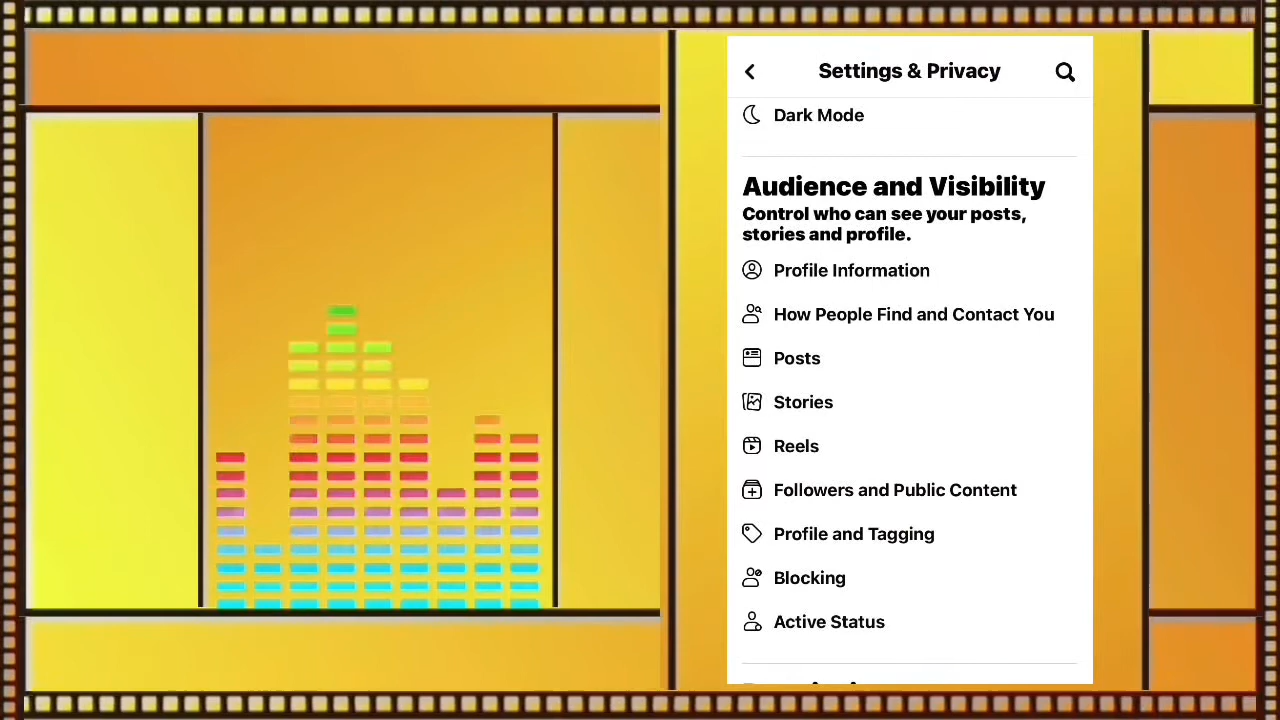 Settings & Privacy
Dark Mode
Audience and Visibility
Control who can see your posts,
stories and profile.
Profile Information
How People Find and Contact You
Posts
Stories
Reels
Followers and Public Content
Profile and Tagging
Blocking
Active Status